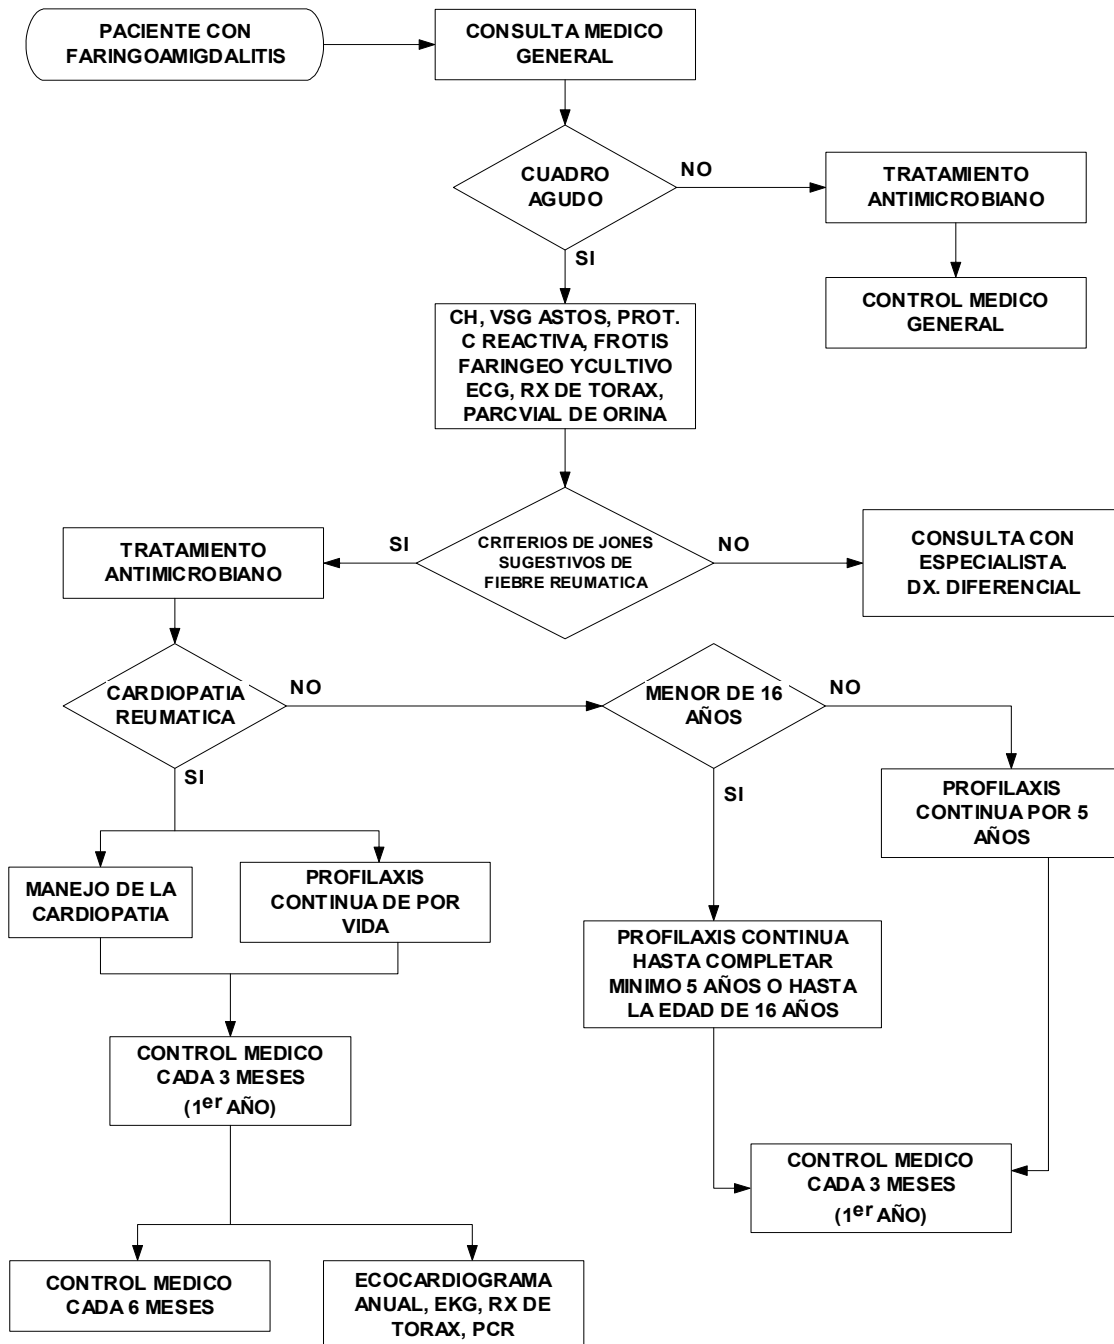 PACIENTE CON
FARINGOAMIGDALITIS
CONSULTA MEDICO
GENERAL
CUADRO
AGUDO
NO
TRATAMIENTO
ANTIMICROBIANO
SI
CONTROL MEDICO
GENERAL
CH, VSG ASTOS, PROT.
C REACTIVA, FROTIS
FARINGEO YCULTIVO
ECG, RX DE TORAX,
PARCVIAL DE ORINA
TRATAMIENTO
ANTIMICROBIANO
SI
CRITERIOS DE JONES
SUGESTIVOS DE
FIEBRE REUMATICA
NO
CONSULTA CON
ESPECIALISTA.
DX. DIFERENCIAL
CARDIOPATIA
REUMATICA
NO
MENOR DE 16
AÑOS
NO
SI
SI
PROFILAXIS
CONTINUA POR 5
AÑOS
MANEJO DE LA
CARDIOPATIA
PROFILAXIS
CONTINUA DE POR
VIDA
PROFILAXIS CONTINUA
HASTA COMPLETAR
MINIMO 5 AÑOS O HASTA
LA EDAD DE 16 AÑOS
CONTROL MEDICO
CADA 3 MESES
(1er AÑO)
CONTROL MEDICO
CADA 3 MESES
(1er AÑO)
CONTROL MEDICO
CADA 6 MESES
ECOCARDIOGRAMA
ANUAL, EKG, RX DE
TORAX, PCR